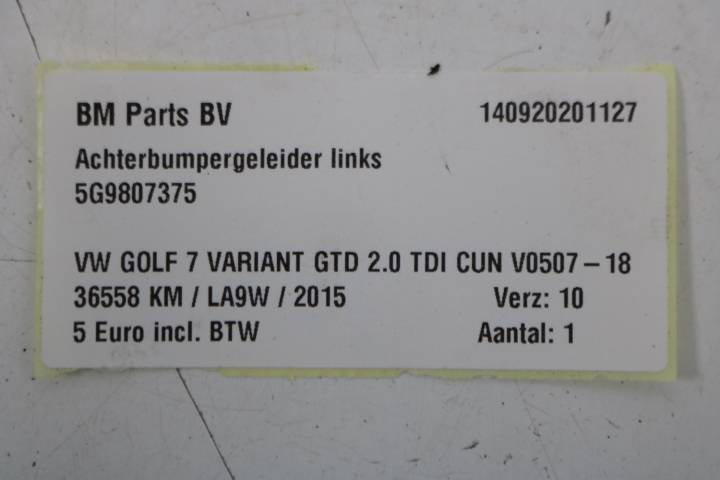 BM Parts BV 140920201127
Achterbumpergeleider links
5G9807375
VW GOLF 7 VARIANT GTD 2.0 TDI CUN V0507-18
36558 KM / LA9W / 2015 Verz: 10
5 Euro incl. BTW Aantal: 1